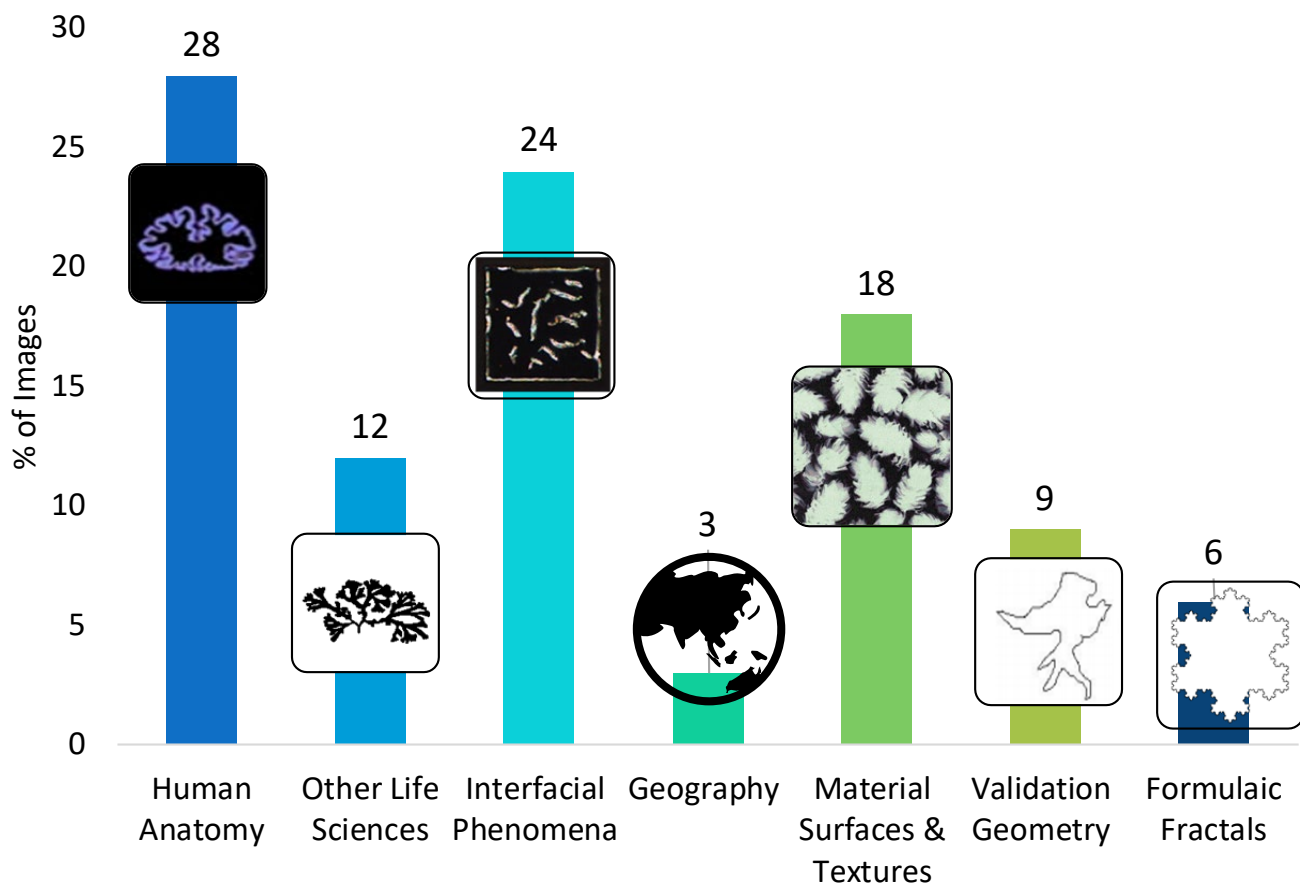 30
25
20
15
10
5
0
% of Images
28
12
24
3
18
9
6
Human
Anatomy
Other Life
Sciences
Interfacial
Phenomena
Geography
Material
Surfaces &
Textures
Validation
Geometry
Formulaic
Fractals